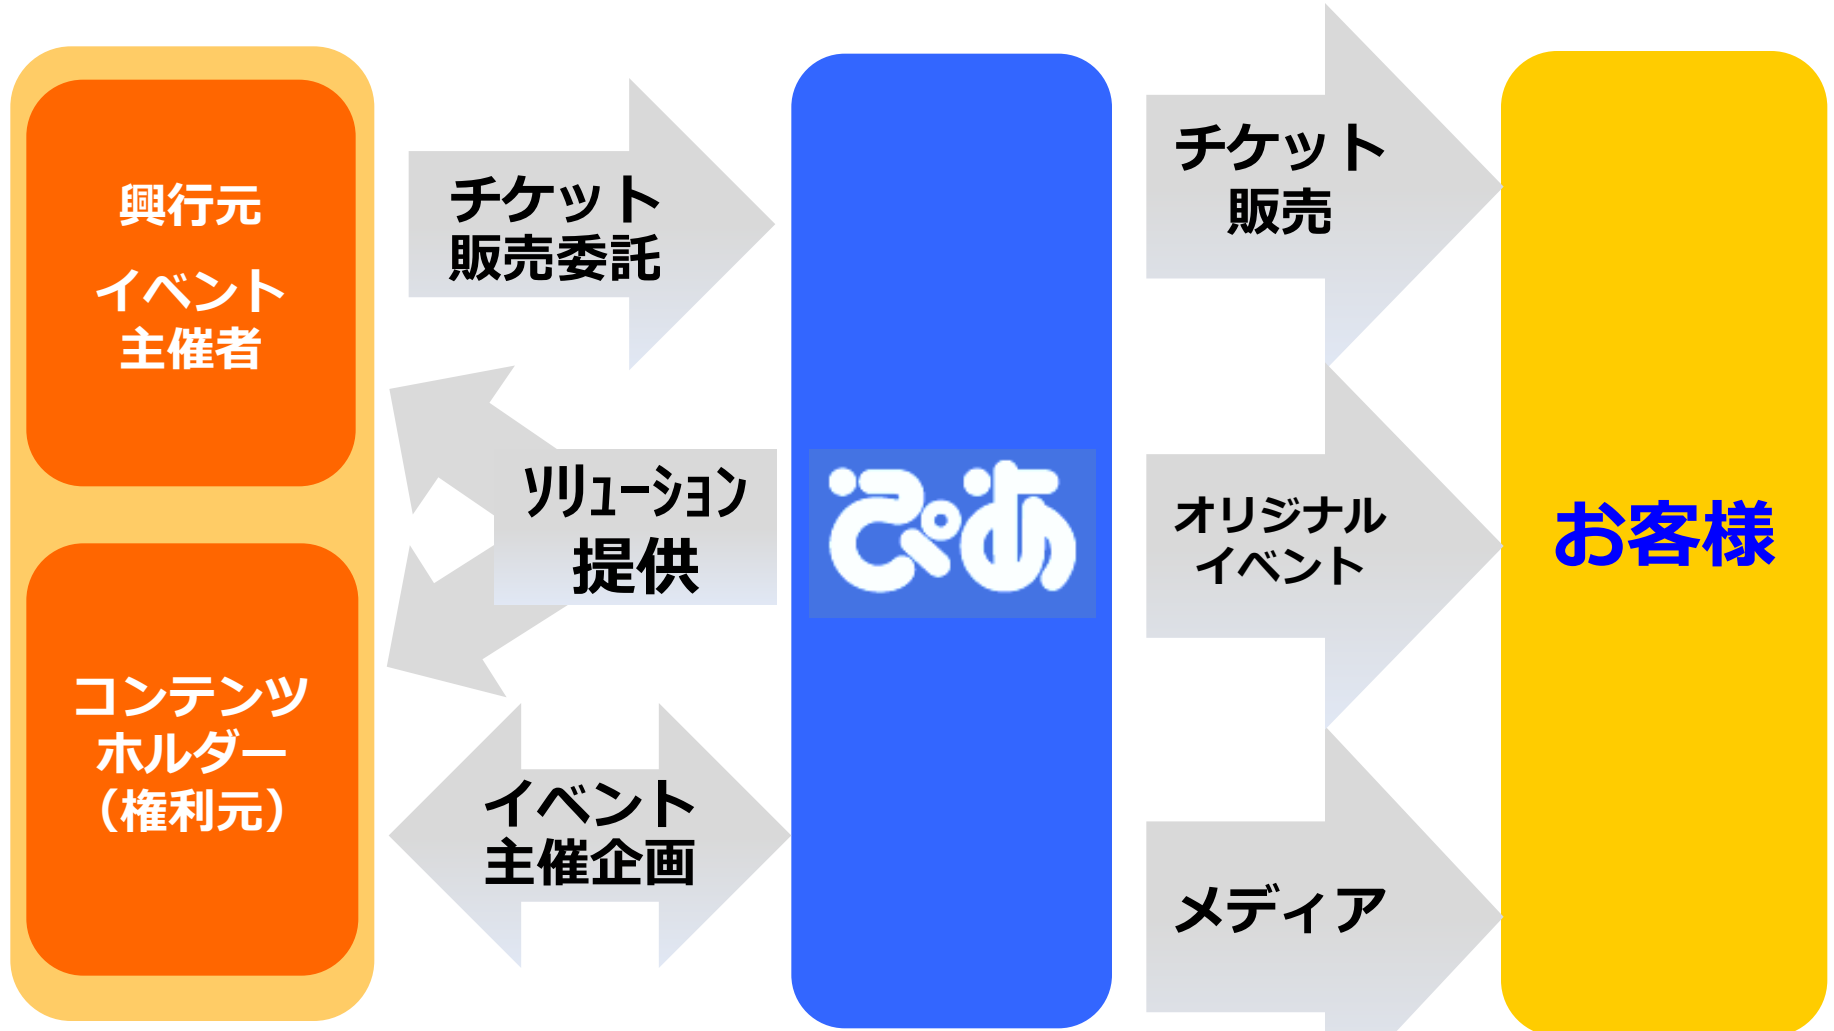 興行元
イベント
主催者
コンテンツ
ホルダー
（権利元）
チケット
販売委託
ｿﾘｭｰｼｮﾝ
提供
イベント
主催企画
ぴあ
チケット
販売
オリジナル
イベント
メディア
お客様